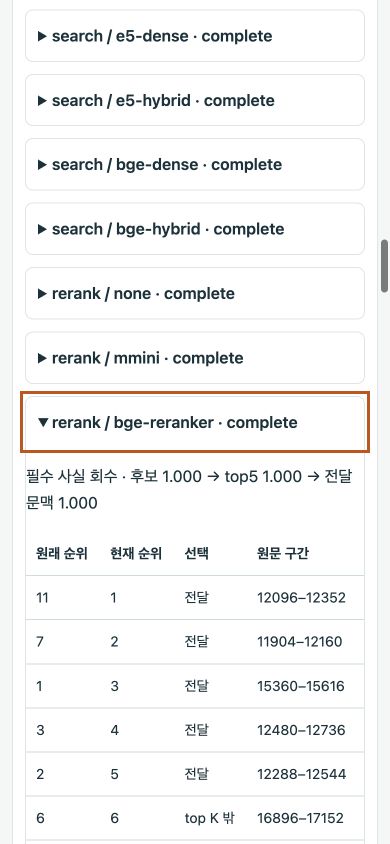 ▶ search / e5-dense · complete
▶ search / e5-hybrid · complete
▶ search / bge-dense · complete
▶ search / bge-hybrid · complete
▶ rerank / none · complete
▶ rerank / mmini · complete
▼ rerank / bge-reranker · complete
필수 사실 회수 · 후보 1.000 → top5 1.000 → 전달
문맥 1.000
원래 순위 현재 순위 선택 원문 구간
11 1 전달 12096–12352
7 2 전달 11904–12160
1 3 전달 15360–15616
3 4 전달 12480–12736
2 5 전달 12288–12544
6 6 top K 밖 16896–17152